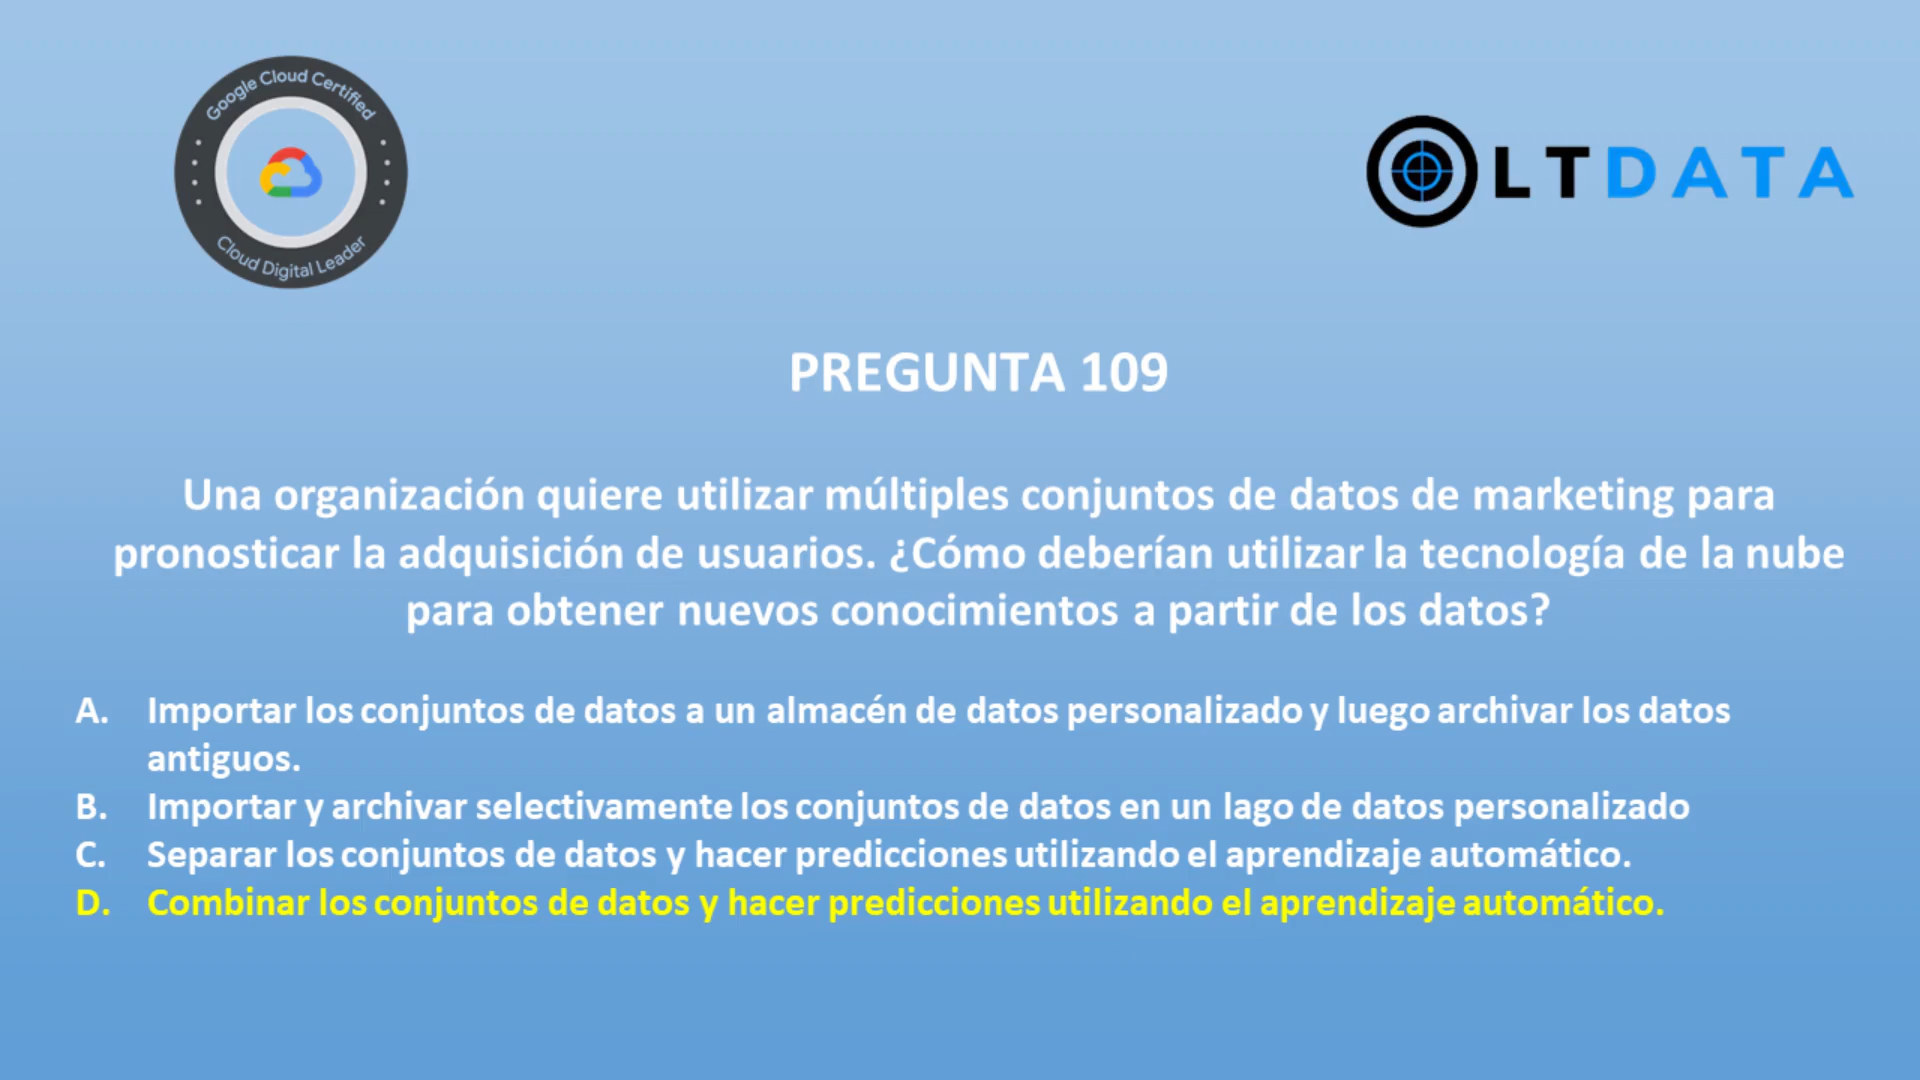 Google Cloud Certified
Cloud Digital Leader
LTDATA
PREGUNTA 109
Una organización quiere utilizar múltiples conjuntos de datos de marketing para
pronosticar la adquisición de usuarios. ¿Cómo deberían utilizar la tecnología de la nube
para obtener nuevos conocimientos a partir de los datos?
A. Importar los conjuntos de datos a un almacén de datos personalizado y luego archivar los datos
antiguos.
B. Importar y archivar selectivamente los conjuntos de datos en un lago de datos personalizado
C. Separar los conjuntos de datos y hacer predicciones utilizando el aprendizaje automático.
D. Combinar los conjuntos de datos y hacer predicciones utilizando el aprendizaje automático.